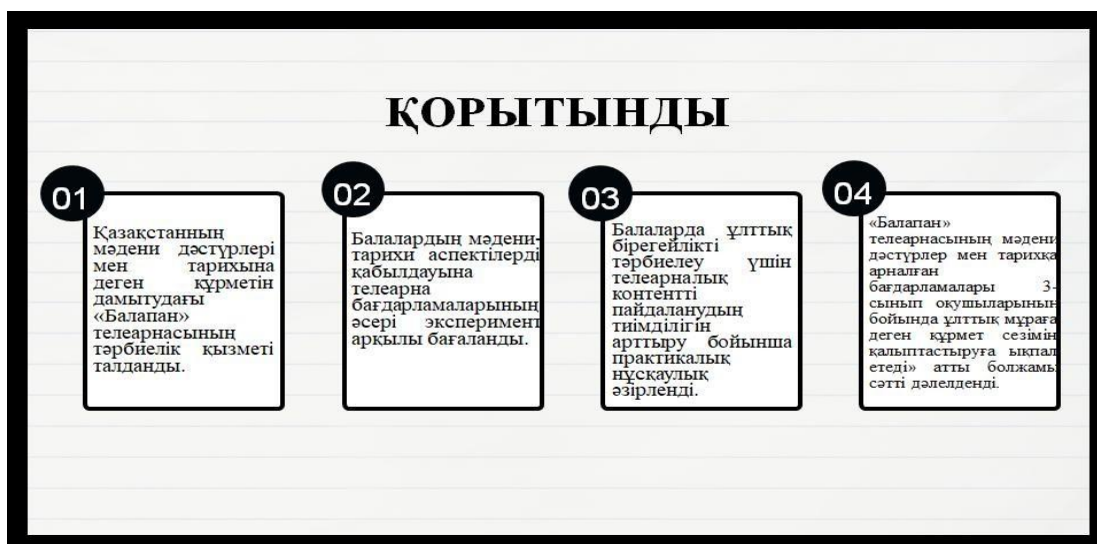 ҚОРЫТЫНДЫ
01
Қазақстанның
мәдени дәстүрлері
мен тарихына
деген құрметін
дамытудағы
«Балапан»
телеарнасының
тәрбиелік қызметі
талданды.
02
Балалардың мәдени-
тарихи аспектілерді
қабылдауына
телеарна
бағдарламаларының
әсері эксперимент
арқылы бағаланды.
03
Балаларда ұлттық
бірегейлікті
тәрбиелеу үшін
телеарналық
контентті
пайдаланудың
тиімділігін
арттыру бойынша
практикалық
нұсқаулық
әзірленді.
04
«Балапан»
телеарнасының мәдени
дәстүрлер мен тарихқа
арналған
бағдарламалары 3-
сынып оқушыларының
бойында ұлттық мұраға
деген құрмет сезімін
қалыптастыруға ықпал
етеді» атты болжамы
сәтті дәлелденді.